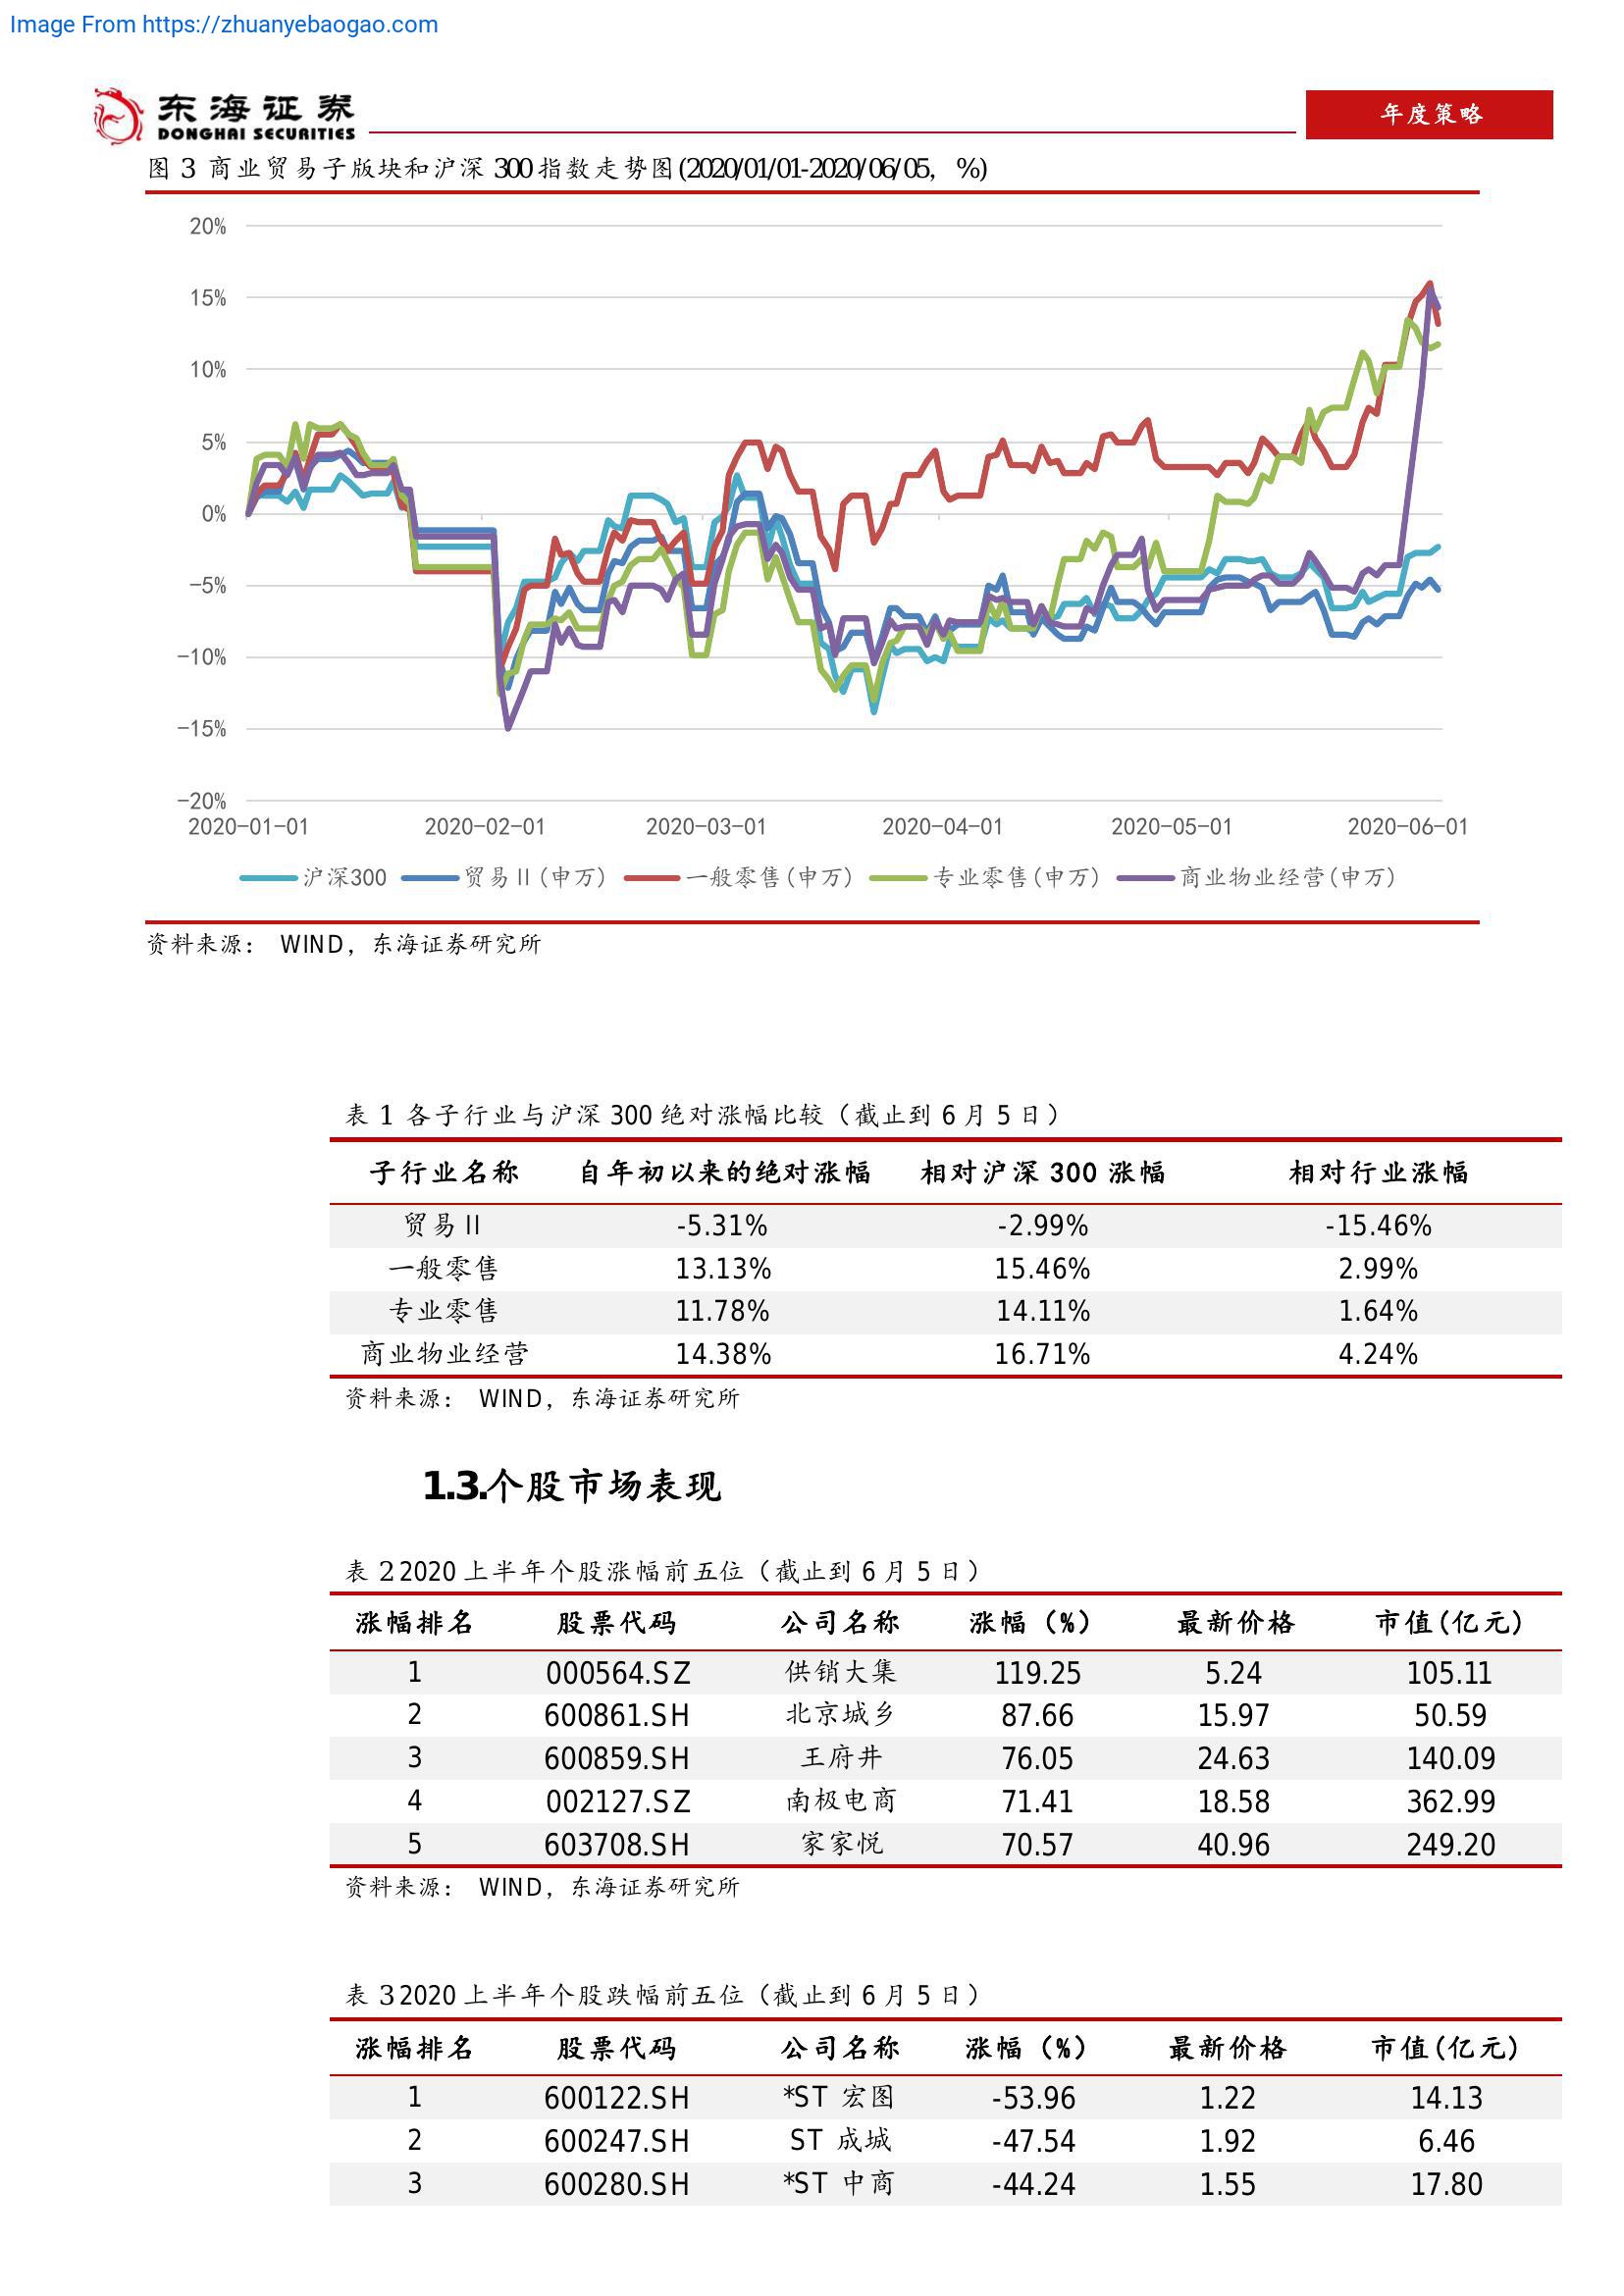 Image From https://zhuanyebaogao.com
东海证券
DONGHAI SECURITIES
年度策略
图 3 商业贸易子版块和沪深 300 指数走势图(2020/01/01-2020/06/05, %)
20%
15%
10%
5%
0%
-5%
-10%
-15%
-20%
2020-01-01 2020-02-01 2020-03-01 2020-04-01 2020-05-01 2020-06-01
沪深300 贸易Ⅱ(申万) 一般零售(申万) 专业零售(申万) 商业物业经营(申万)
资料来源： WIND，东海证券研究所
表 1 各子行业与沪深 300 绝对涨幅比较（截止到 6 月 5 日）
子行业名称 自年初以来的绝对涨幅 相对沪深 300 涨幅 相对行业涨幅
贸易Ⅱ -5.31% -2.99% -15.46%
一般零售 13.13% 15.46% 2.99%
专业零售 11.78% 14.11% 1.64%
商业物业经营 14.38% 16.71% 4.24%
资料来源： WIND，东海证券研究所
1.3.个股市场表现
表 2 2020 上半年个股涨幅前五位（截止到 6 月 5 日）
涨幅排名 股票代码 公司名称 涨幅（%） 最新价格 市值(亿元)
1 000564.SZ 供销大集 119.25 5.24 105.11
2 600861.SH 北京城乡 87.66 15.97 50.59
3 600859.SH 王府井 76.05 24.63 140.09
4 002127.SZ 南极电商 71.41 18.58 362.99
5 603708.SH 家家悦 70.57 40.96 249.20
资料来源： WIND，东海证券研究所
表 3 2020 上半年个股跌幅前五位（截止到 6 月 5 日）
涨幅排名 股票代码 公司名称 涨幅（%） 最新价格 市值(亿元)
1 600122.SH *ST 宏图 -53.96 1.22 14.13
2 600247.SH ST 成城 -47.54 1.92 6.46
3 600280.SH *ST 中商 -44.24 1.55 17.80